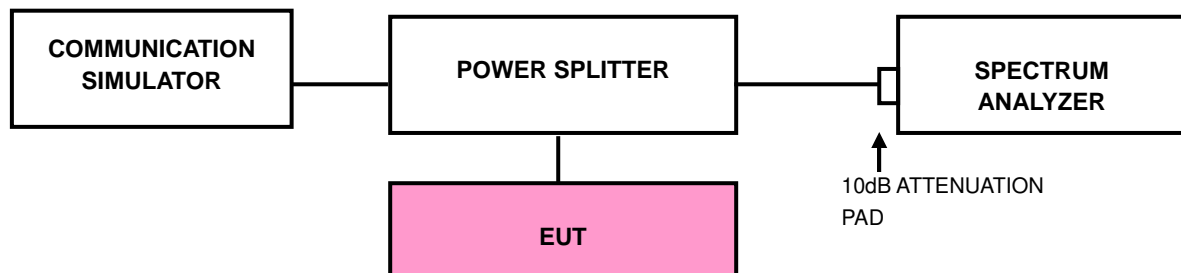 COMMUNICATION
SIMULATOR
POWER SPLITTER
SPECTRUM
ANALYZER
10dB ATTENUATION
PAD
EUT